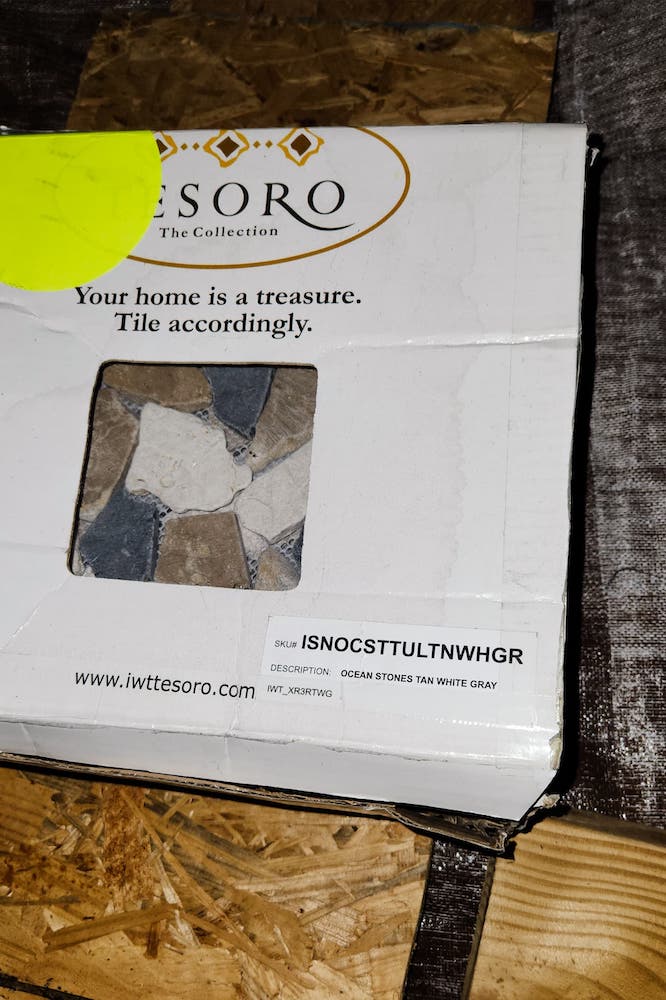 TESORO
The Collection
Your home is a treasure.
Tile accordingly.
SKU# ISNOCSTTULTNWHGR
DESCRIPTION: OCEAN STONES TAN WHITE GRAY
IWT_XR3RTWG
www.iwttesoro.com